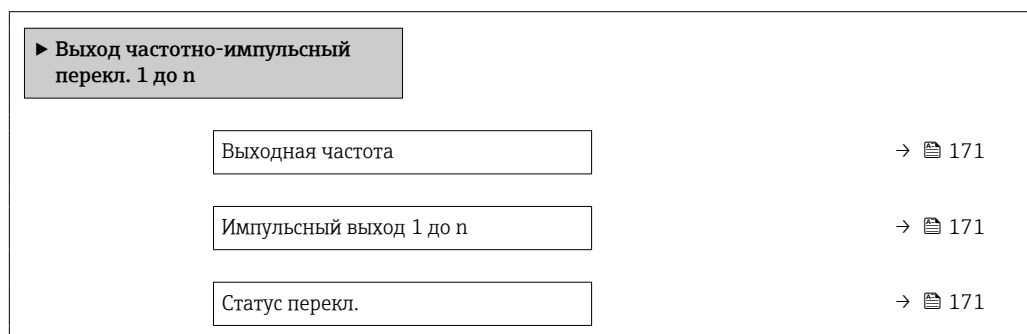 ▶ Выход частотно-импульсный
перекл. 1 до n
Выходная частота → 171
Импульсный выход 1 до n → 171
Статус перекл. → 171